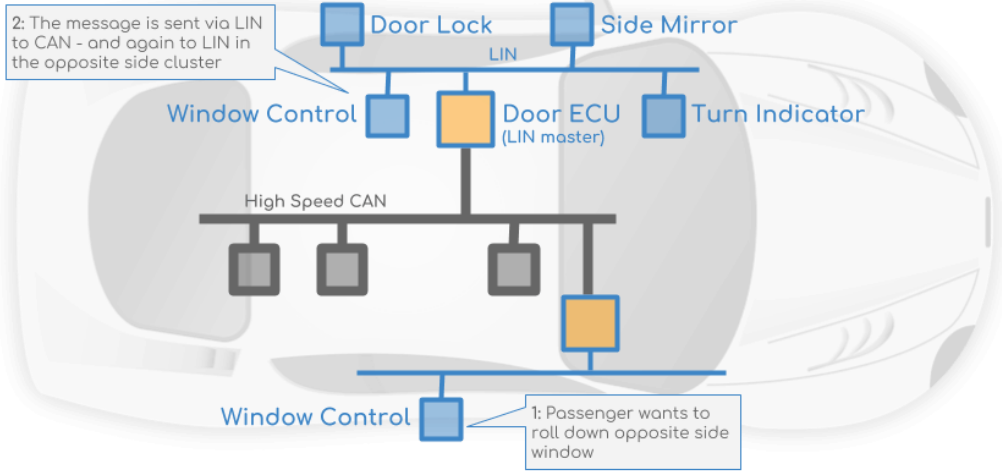 2: The message is sent via LIN
to CAN - and again to LIN in
the opposite side cluster
Door Lock
Side Mirror
LIN
Window Control
Door ECU
(LIN master)
Turn Indicator
High Speed CAN
Window Control
1: Passenger wants to
roll down opposite side
window